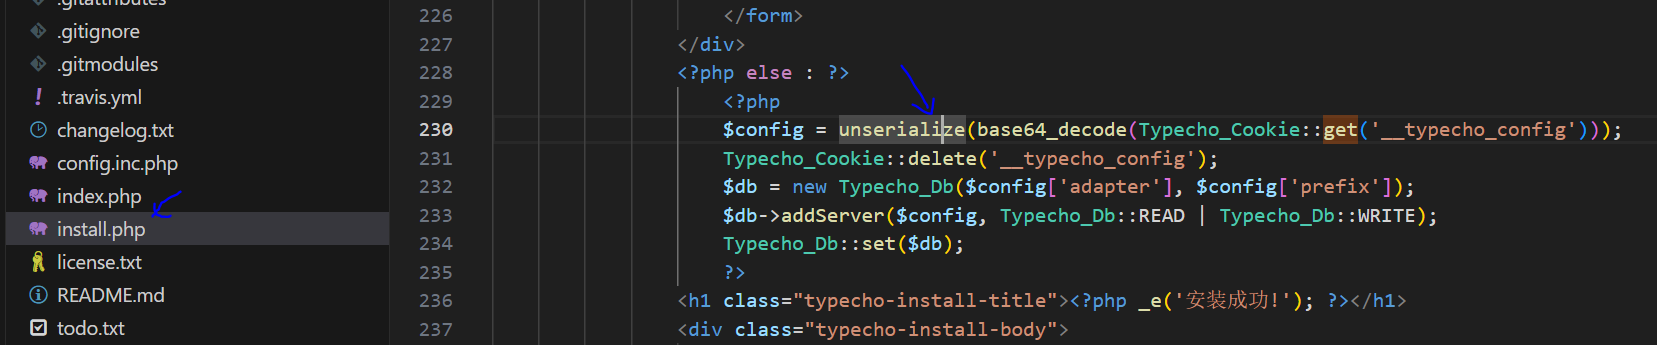 .gitattributes
.gitignore
.gitmodules
.travis.yml
changelog.txt
config.inc.php
index.php
install.php
license.txt
README.md
todo.txt
226 </form>
227 </div>
228 <?php else : ?>
229 <?php
230 $config = unserialize(base64_decode(Typecho_Cookie::get('__typecho_config')));
231 Typecho_Cookie::delete('__typecho_config');
232 $db = new Typecho_Db($config['adapter'], $config['prefix']);
233 $db->addServer($config, Typecho_Db::READ | Typecho_Db::WRITE);
234 Typecho_Db::set($db);
235 ?>
236 <h1 class="typecho-install-title"><?php _e('安装成功!'); ?></h1>
237 <div class="typecho-install-body">